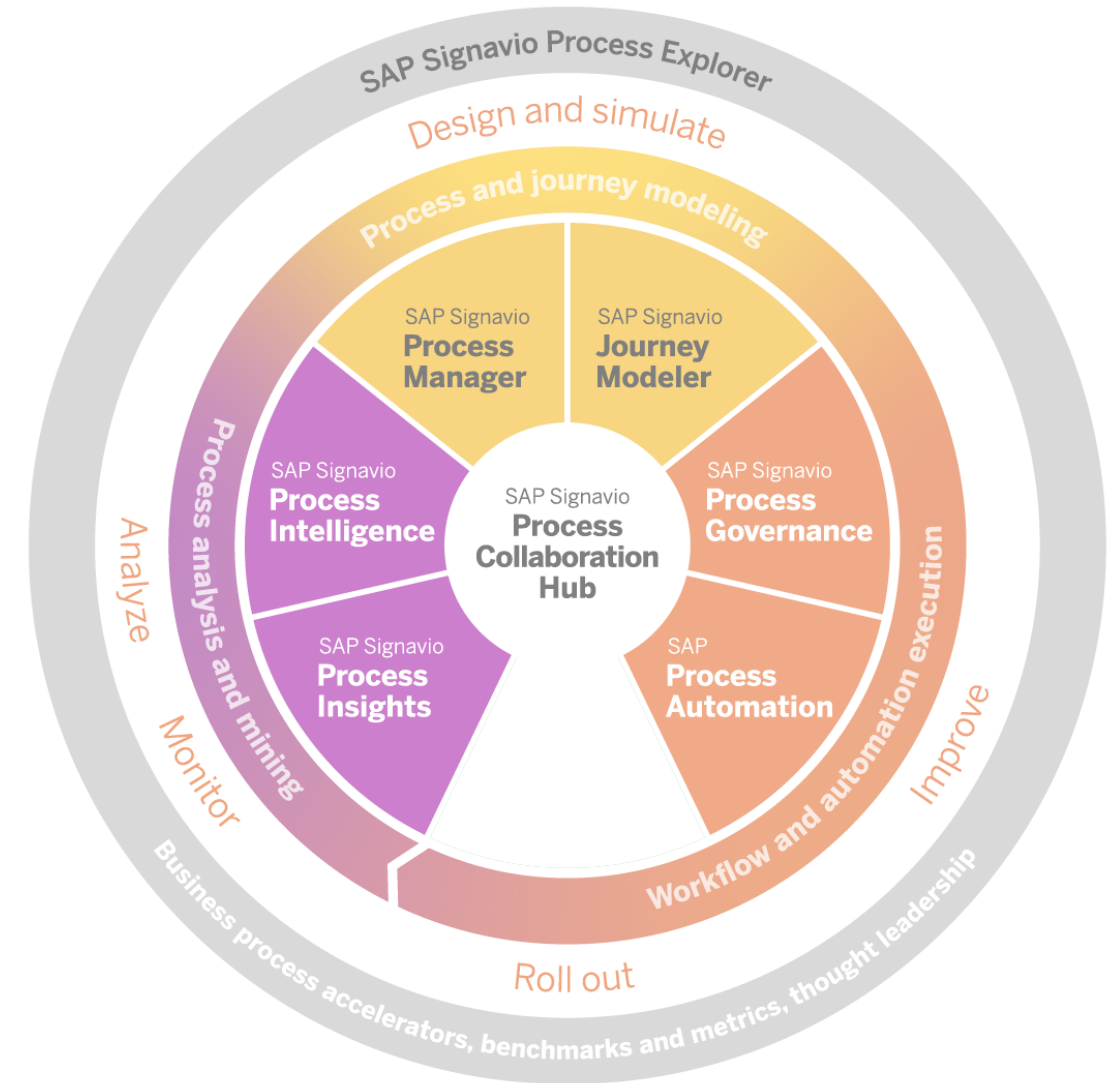 SAP Signavio Process Explorer
Design and simulate
Process and journey modeling
SAP Signavio
Process
Manager
SAP Signavio
Journey
Modeler
SAP Signavio
Process
Intelligence
SAP Signavio
Process
Collaboration
Hub
SAP Signavio
Process
Governance
SAP Signavio
Process
Insights
SAP
Process
Automation
Process analysis and mining
Workflow and automation execution
Analyze
Monitor
Improve
Roll out
Business process accelerators, benchmarks and metrics, thought leadership